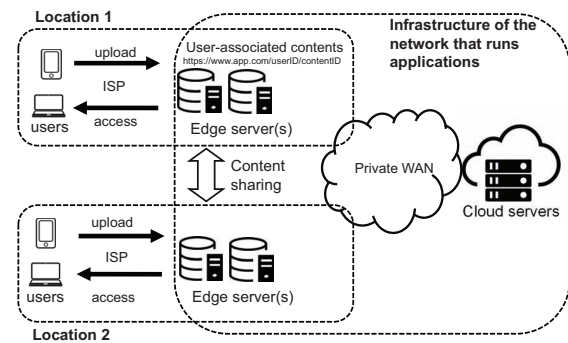 Location 1
Infrastructure of the
network that runs
applications
upload
User-associated contents
https://www.app.com/userID/contentID
ISP
users
access
Edge server(s)
Content
sharing
Private WAN
Cloud servers
upload
ISP
users
access
Edge server(s)
Location 2